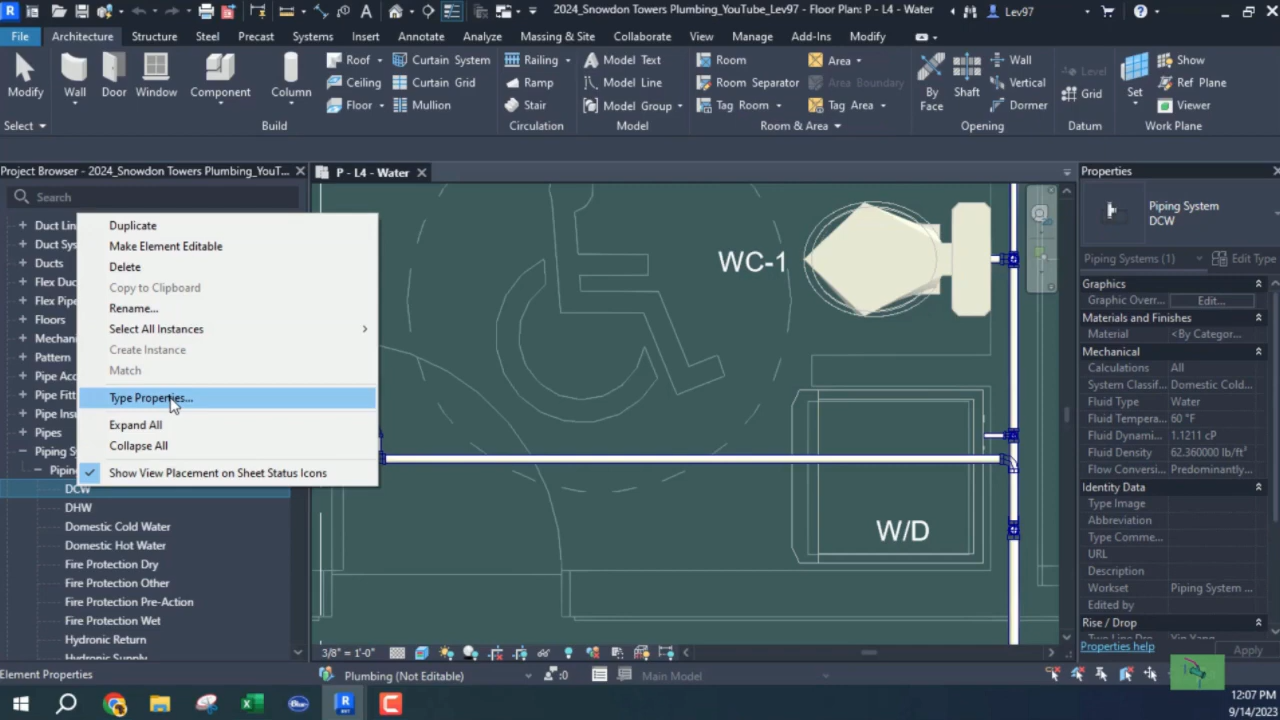 2024_Snowdon Towers Plumbing_YouTube_Lev97 - Floor Plan: P - L4 - Water
Lev97
File Architecture Structure Steel Precast Systems Insert Annotate Analyze Massing & Site Collaborate View Manage Add-Ins Modify
Modify
Wall
Door
Window
Component
Column
Roof
Ceiling
Floor
Curtain System
Curtain Grid
Mullion
Railing
Ramp
Stair
Model Text
Model Line
Model Group
Room
Room Separator
Tag Room
Area
Area Boundary
Tag Area
By Face
Shaft
Wall
Vertical
Dormer
Level
Grid
Set
Show
Ref Plane
Viewer
Select
Build
Circulation
Model
Room & Area
Opening
Datum
Work Plane
Project Browser - 2024_Snowdon Towers Plumbing_YouT...
Search
Duct Lin
Duct Sys
Ducts
Flex Duc
Flex Pipe
Floors
Mechan
Pattern
Pipe Acc
Pipe Fitt
Pipe Insu
Pipes
Piping S
Piping
DCW
DHW
Domestic Cold Water
Domestic Hot Water
Fire Protection Dry
Fire Protection Other
Fire Protection Pre-Action
Fire Protection Wet
Hydronic Return
Hydronic Supply
Duplicate
Make Element Editable
Delete
Copy to Clipboard
Rename...
Select All Instances
Create Instance
Match
Type Properties...
Expand All
Collapse All
Show View Placement on Sheet Status Icons
P - L4 - Water
WC-1
W/D
3/8" = 1'-0"
Properties
Piping System
DCW
Piping Systems (1)
Edit Type
Graphics
Graphic Overr... Edit...
Materials and Finishes
Material <By Categor...
Mechanical
Calculations All
System Classif... Domestic Cold...
Fluid Type Water
Fluid Tempera... 60 °F
Fluid Dynami... 1.1211 cP
Fluid Density 62.360000 lb/ft³
Flow Conversi... Predominantly...
Identity Data
Type Image
Abbreviation
Type Comme...
URL
Description
Workset Piping System ...
Edited by
Rise / Drop
Two Line Dro... Yin Yang
Properties help
Apply
Element Properties
Plumbing (Not Editable)
:0
Main Model
12:07 PM
9/14/2023